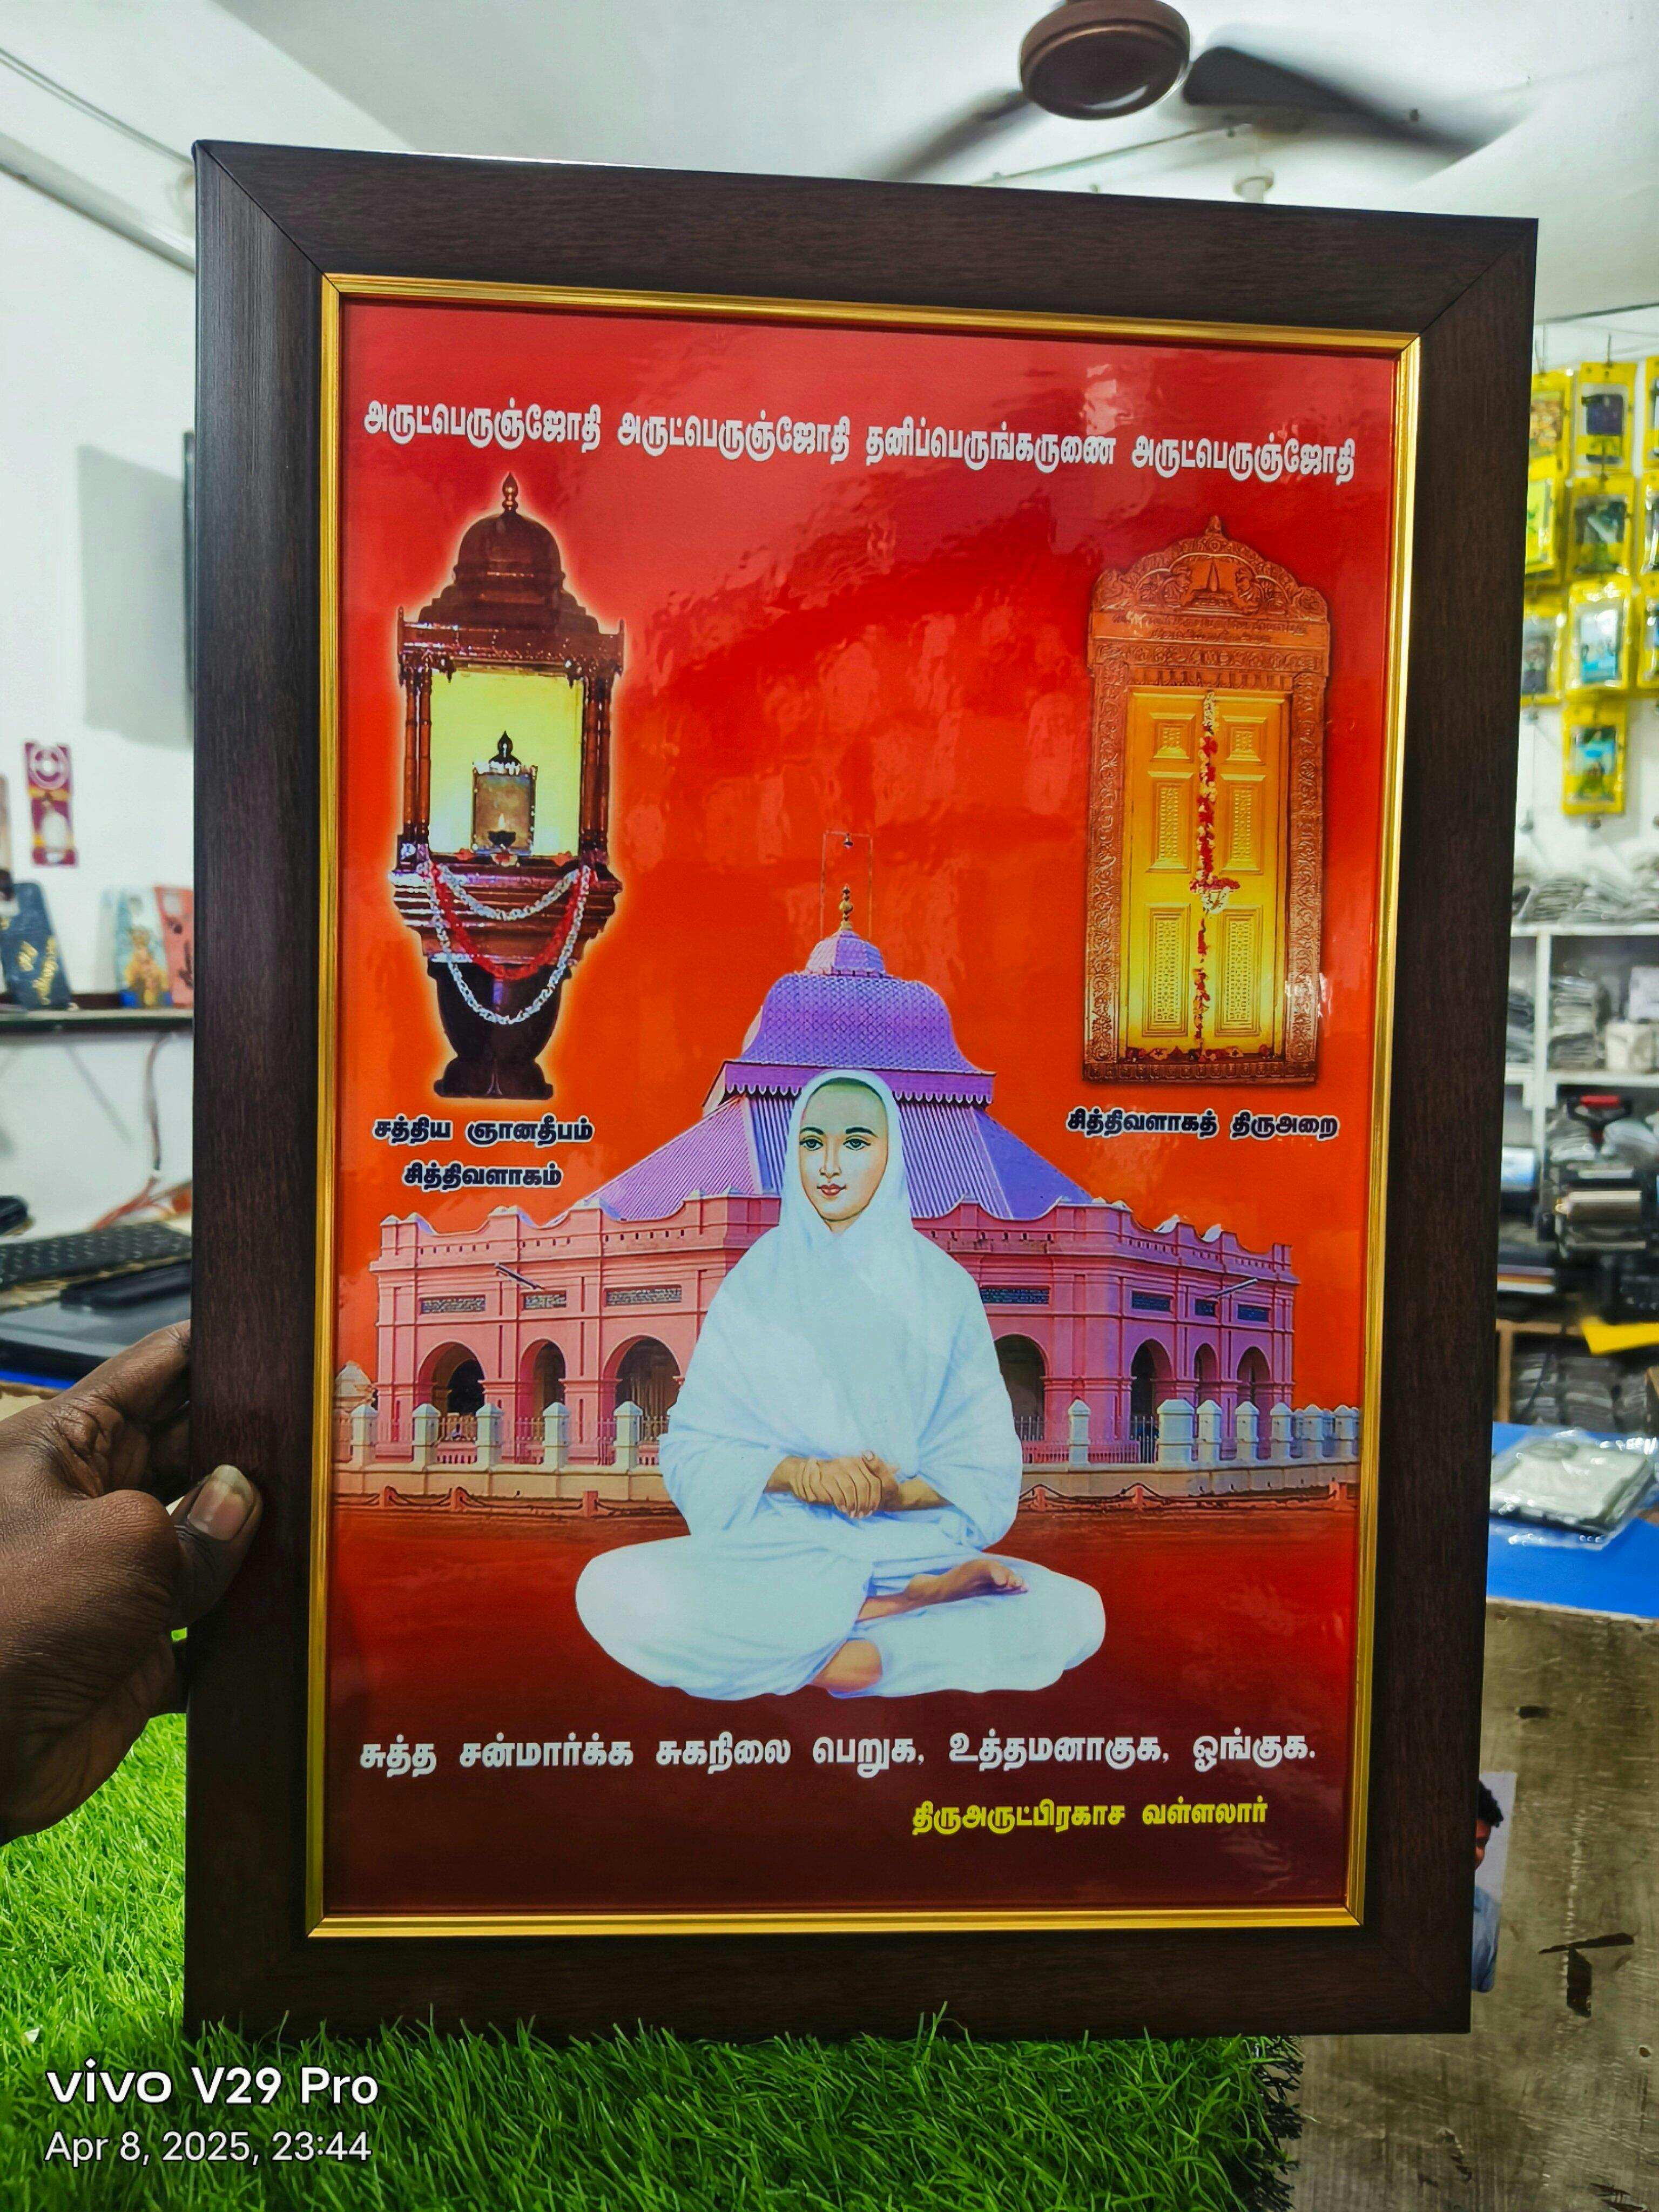 அருட்பெருஞ்ஜோதி அருட்பெருஞ்ஜோதி தனிப்பெருங்கருணை அருட்பெருஞ்ஜோதி
சத்திய ஞானதீபம்
சித்திவளாகம்
சித்திவளாகத் திருஅறை
சுத்த சன்மார்க்க சுகநிலை பெறுக, உத்தமனாகுக, ஓங்குக.
திருஅருட்பிரகாச வள்ளலார்
vivo V29 Pro
Apr 8, 2025, 23:44